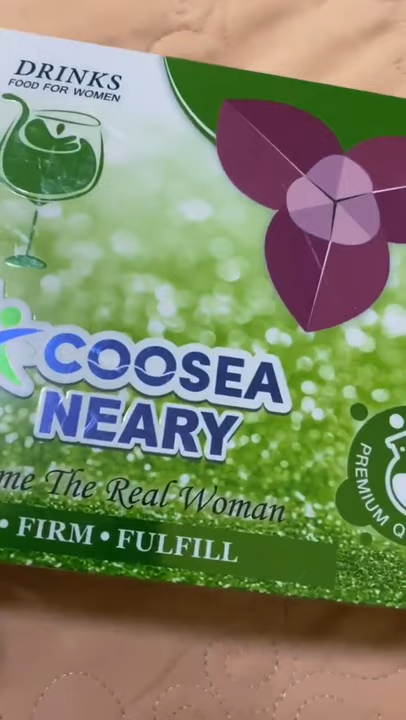 DRINKS
FOOD FOR WOMEN
COOSEA
NEARY
me The Real Woman
• FIRM • FULFILL
PREMIUM Q